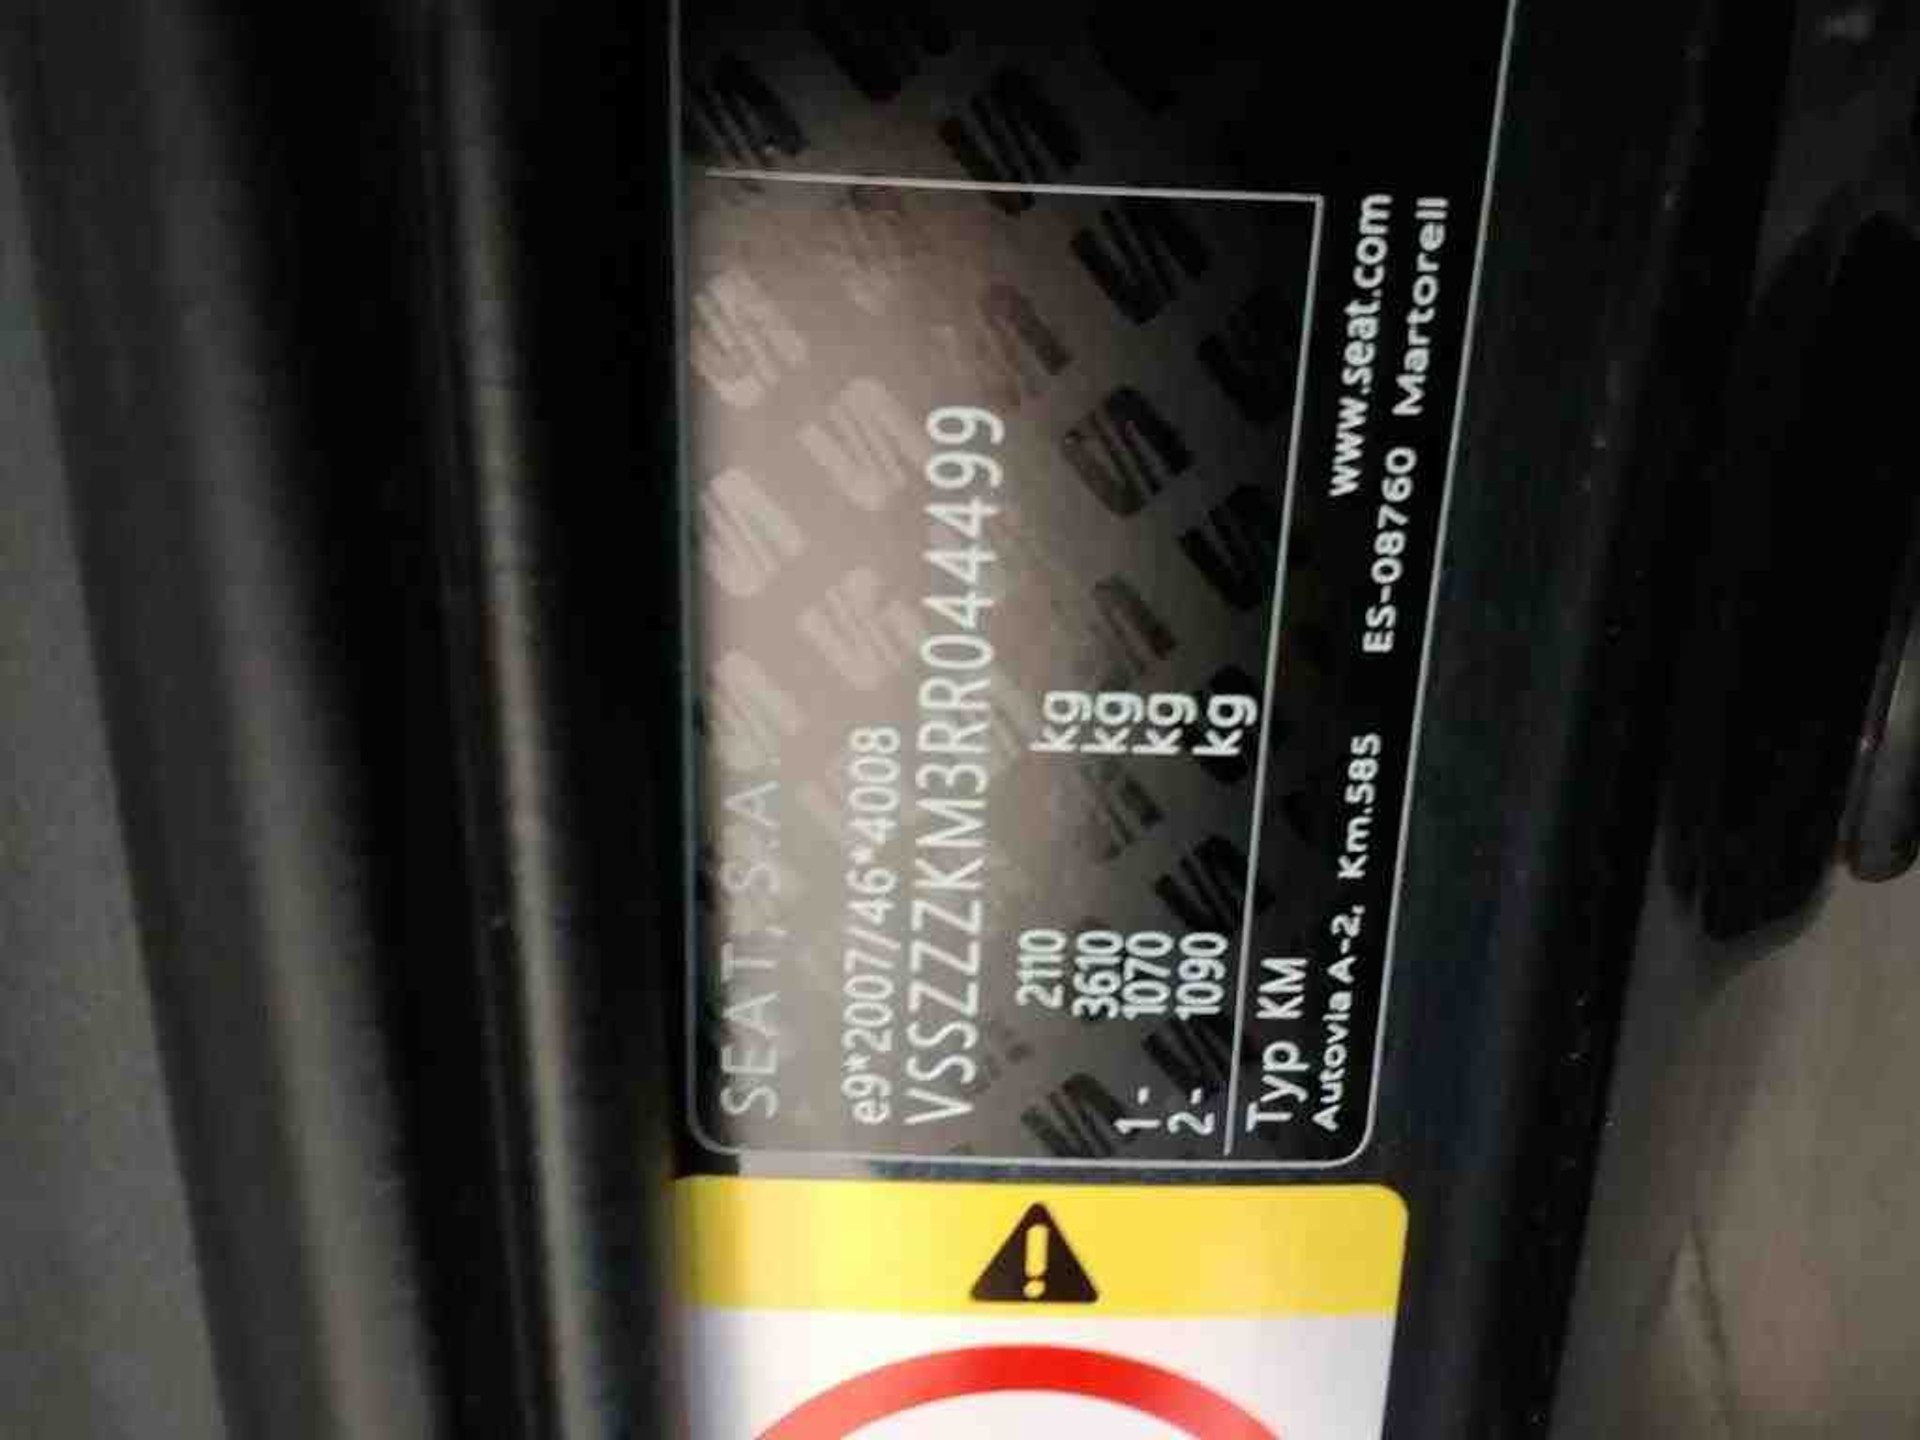 SEAT, S.A.
e9*2007/46*4008
VSSZZZKM3RR044499
2110 kg
3610 kg
1- 1070 kg
2- 1090 kg
Typ KM
www.seat.com
Autovia A-2, Km.585 ES-08760 Martorell